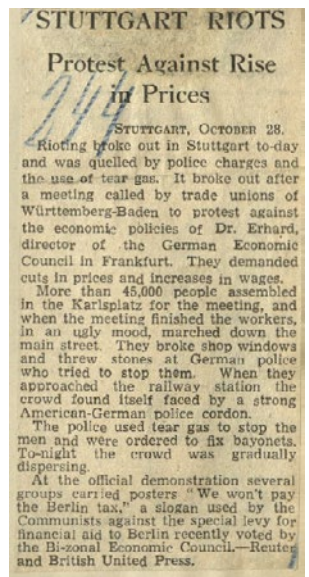 STUTTGART RIOTS
Protest Against Rise
in Prices
244
STUTTGART, OCTOBER 28.
Rioting broke out in Stuttgart to-day
and was quelled by police charges and
the use of tear gas. It broke out after
a meeting called by trade unions of
Württemberg-Baden to protest against
the economic policies of Dr. Erhard,
director of the German Economic
Council in Frankfurt. They demanded
cuts in prices and increases in wages.
More than 45,000 people assembled
in the Karlsplatz for the meeting, and
when the meeting finished the workers,
in an ugly mood, marched down the
main street. They broke shop windows
and threw stones at German police
who tried to stop them. When they
approached the railway station the
crowd found itself faced by a strong
American-German police cordon.
The police used tear gas to stop the
men and were ordered to fix bayonets.
To-night the crowd was gradually
dispersing.
At the official demonstration several
groups carried posters "We won't pay
the Berlin tax," a slogan used by the
Communists against the special levy for
financial aid to Berlin recently voted by
the Bi-zonal Economic Council.—Reuter
and British United Press.